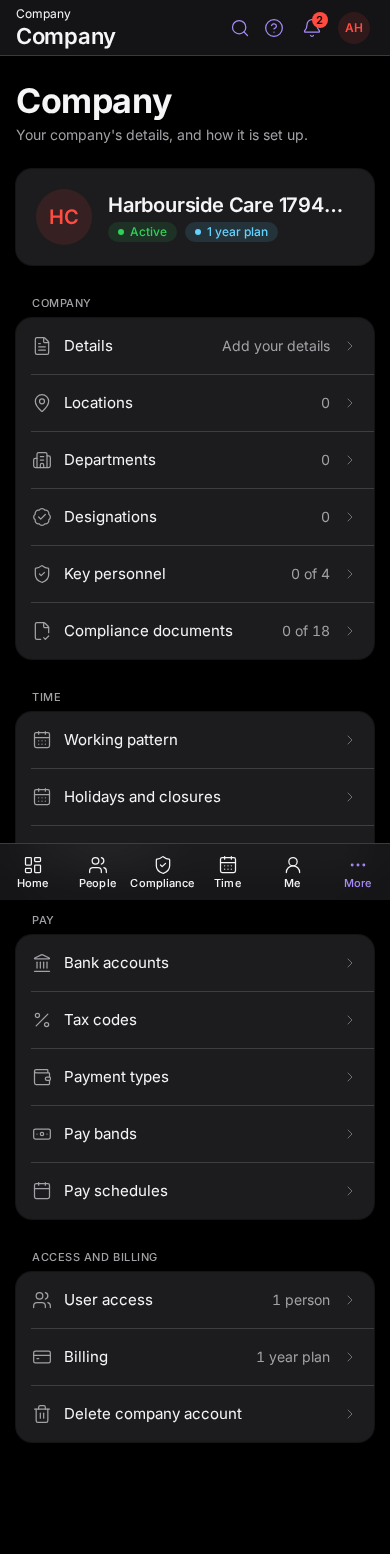 Company
Company
2
AH
Company
Your company's details, and how it is set up.
HC
Harbourside Care 1794...
Active
1 year plan
COMPANY
Details Add your details
Locations 0
Departments 0
Designations 0
Key personnel 0 of 4
Compliance documents 0 of 18
TIME
Working pattern
Holidays and closures
Home People Compliance Time Me More
PAY
Bank accounts
Tax codes
Payment types
Pay bands
Pay schedules
ACCESS AND BILLING
User access 1 person
Billing 1 year plan
Delete company account